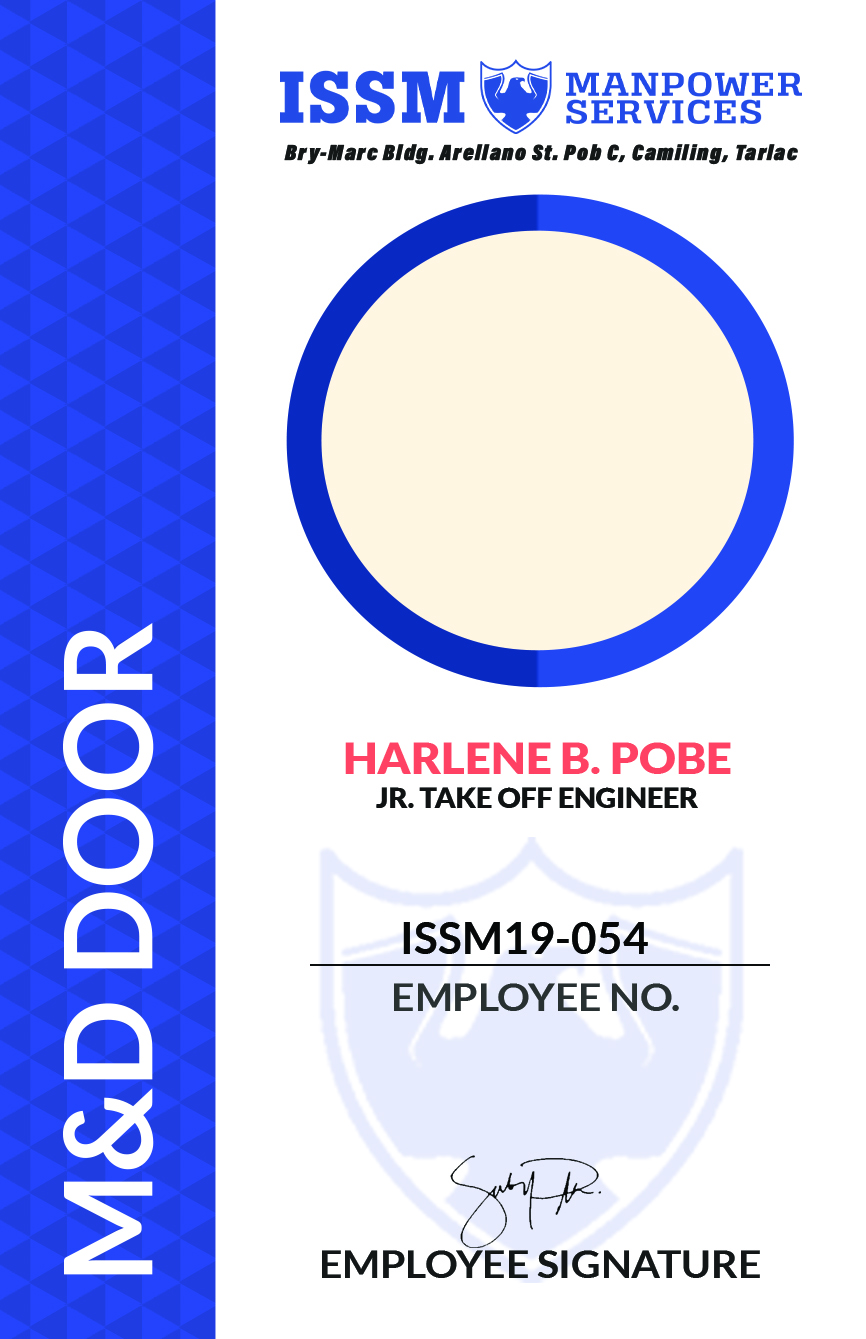 ISSM
MANPOWER
SERVICES
Bry-Marc Bldg. Arellano St. Pob C, Camiling, Tarlac
HARLENE B. POBE
JR. TAKE OFF ENGINEER
ISSM19-054
EMPLOYEE NO.
EMPLOYEE SIGNATURE
M&D DOOR